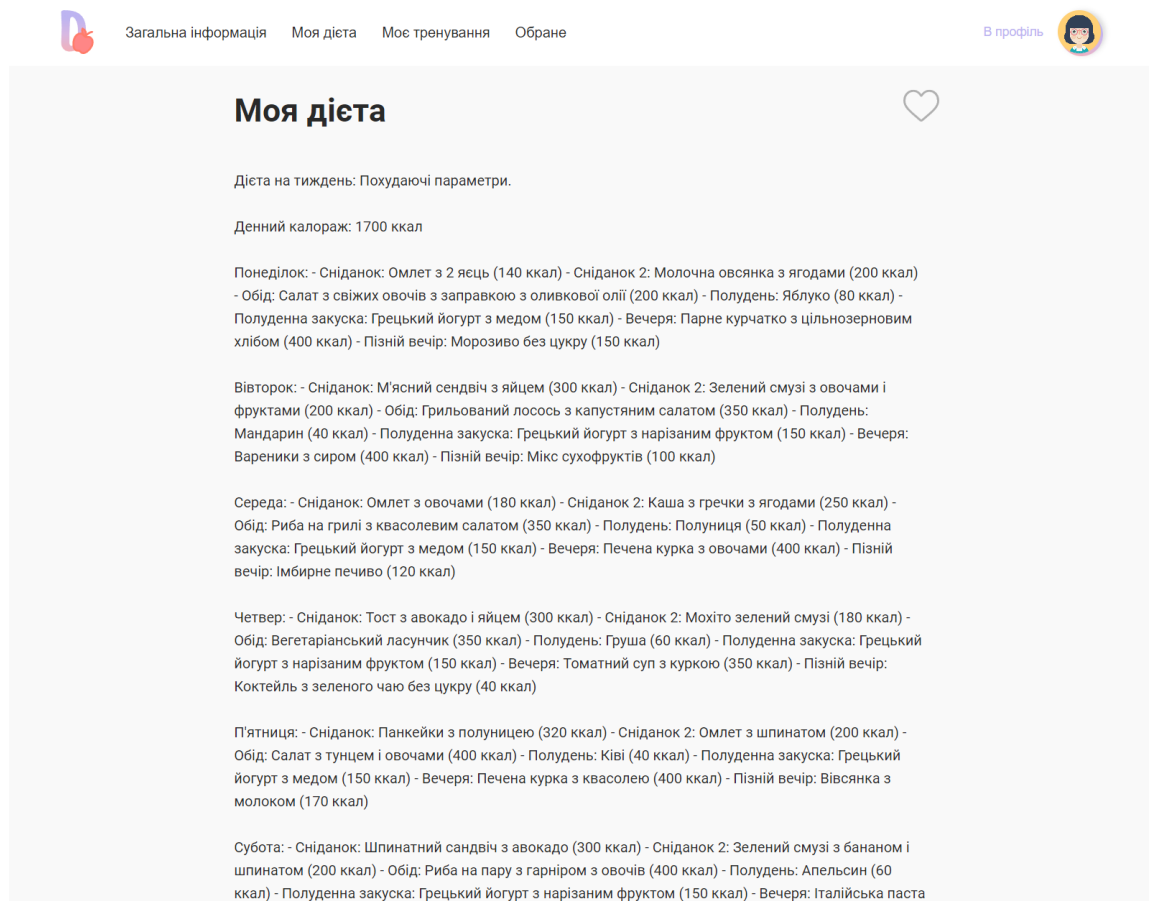 Загальна інформація Моя дієта Моє тренування Обране В профіль
Моя дієта
Дієта на тиждень: Похудаючі параметри.
Денний калораж: 1700 ккал
Понеділок: - Сніданок: Омлет з 2 яєць (140 ккал) - Сніданок 2: Молочна овсянка з ягодами (200 ккал)
- Обід: Салат з свіжих овочів з заправкою з оливкової олії (200 ккал) - Полудень: Яблуко (80 ккал) -
Полуденна закуска: Грецький йогурт з медом (150 ккал) - Вечеря: Парне курчатко з цільнозерновим
хлібом (400 ккал) - Пізній вечір: Морозиво без цукру (150 ккал)
Вівторок: - Сніданок: М'ясний сендвіч з яйцем (300 ккал) - Сніданок 2: Зелений смузі з овочами і
фруктами (200 ккал) - Обід: Грильований лосось з капустяним салатом (350 ккал) - Полудень:
Мандарин (40 ккал) - Полуденна закуска: Грецький йогурт з нарізаним фруктом (150 ккал) - Вечеря:
Вареники з сиром (400 ккал) - Пізній вечір: Мікс сухофруктів (100 ккал)
Середа: - Сніданок: Омлет з овочами (180 ккал) - Сніданок 2: Каша з гречки з ягодами (250 ккал) -
Обід: Риба на грилі з квасолевим салатом (350 ккал) - Полудень: Полуниця (50 ккал) - Полуденна
закуска: Грецький йогурт з медом (150 ккал) - Вечеря: Печена курка з овочами (400 ккал) - Пізній
вечір: Імбирне печиво (120 ккал)
Четвер: - Сніданок: Тост з авокадо і яйцем (300 ккал) - Сніданок 2: Мохіто зелений смузі (180 ккал) -
Обід: Вегетаріанський ласунчик (350 ккал) - Полудень: Груша (60 ккал) - Полуденна закуска: Грецький
йогурт з нарізаним фруктом (150 ккал) - Вечеря: Томатний суп з куркою (350 ккал) - Пізній вечір:
Коктейль з зеленого чаю без цукру (40 ккал)
П'ятниця: - Сніданок: Панкейки з полуницею (320 ккал) - Сніданок 2: Омлет з шпинатом (200 ккал) -
Обід: Салат з тунцем і овочами (400 ккал) - Полудень: Ківі (40 ккал) - Полуденна закуска: Грецький
йогурт з медом (150 ккал) - Вечеря: Печена курка з квасолею (400 ккал) - Пізній вечір: Вівсянка з
молоком (170 ккал)
Субота: - Сніданок: Шпинатний сандвіч з авокадо (300 ккал) - Сніданок 2: Зелений смузі з бананом і
шпинатом (200 ккал) - Обід: Риба на пару з гарніром з овочів (400 ккал) - Полудень: Апельсин (60
ккал) - Полуденна закуска: Грецький йогурт з нарізаним фруктом (150 ккал) - Вечеря: Італійська паста